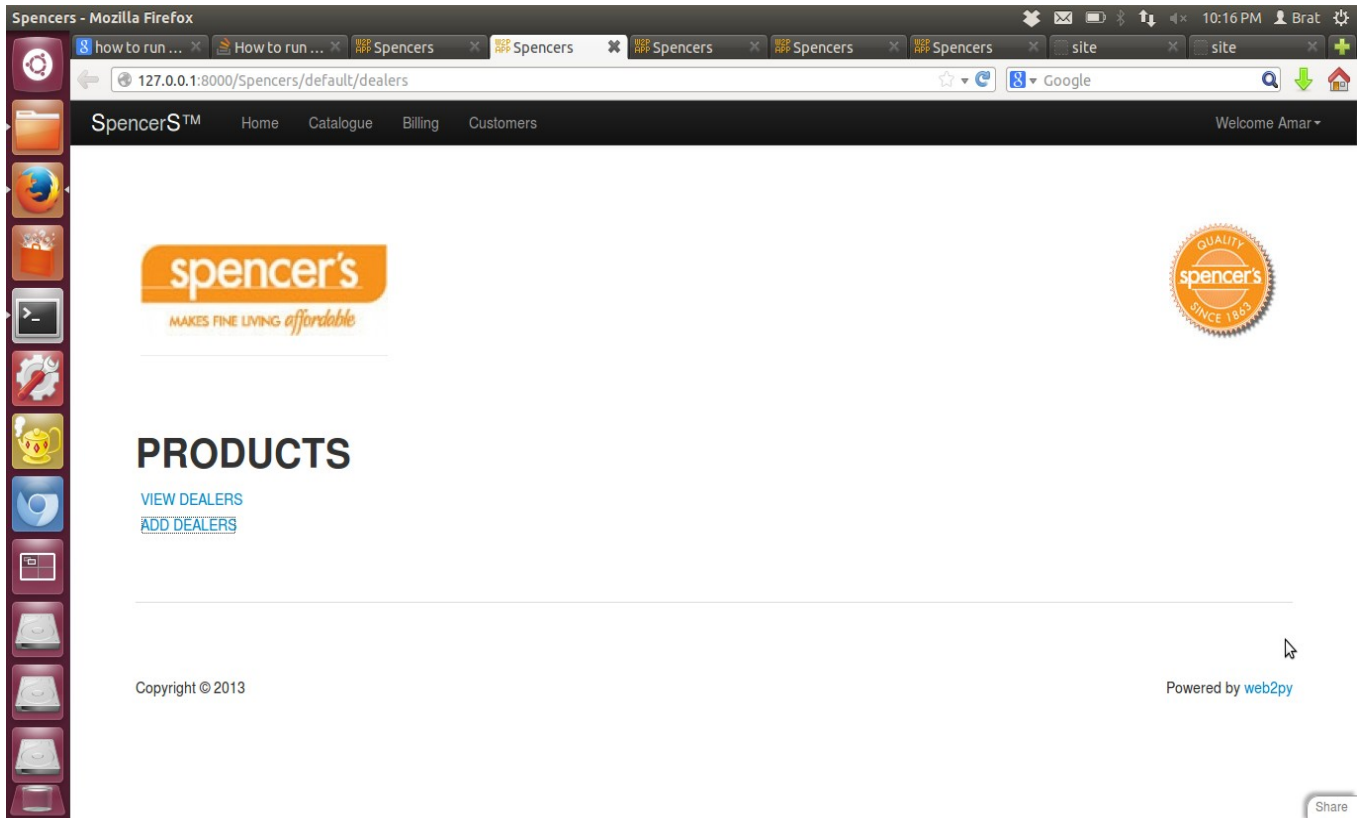 Spencers - Mozilla Firefox
10:16 PM Brat
how to run ...
How to run ...
Spencers
Spencers
Spencers
Spencers
Spencers
site
site
127.0.0.1:8000/Spencers/default/dealers
Google
SpencerS™ Home Catalogue Billing Customers Welcome Amar
spencer's
MAKES FINE LIVING affordable
QUALITY
spencer's
SINCE 1863
PRODUCTS
VIEW DEALERS
ADD DEALERS
Copyright © 2013 Powered by web2py
Share